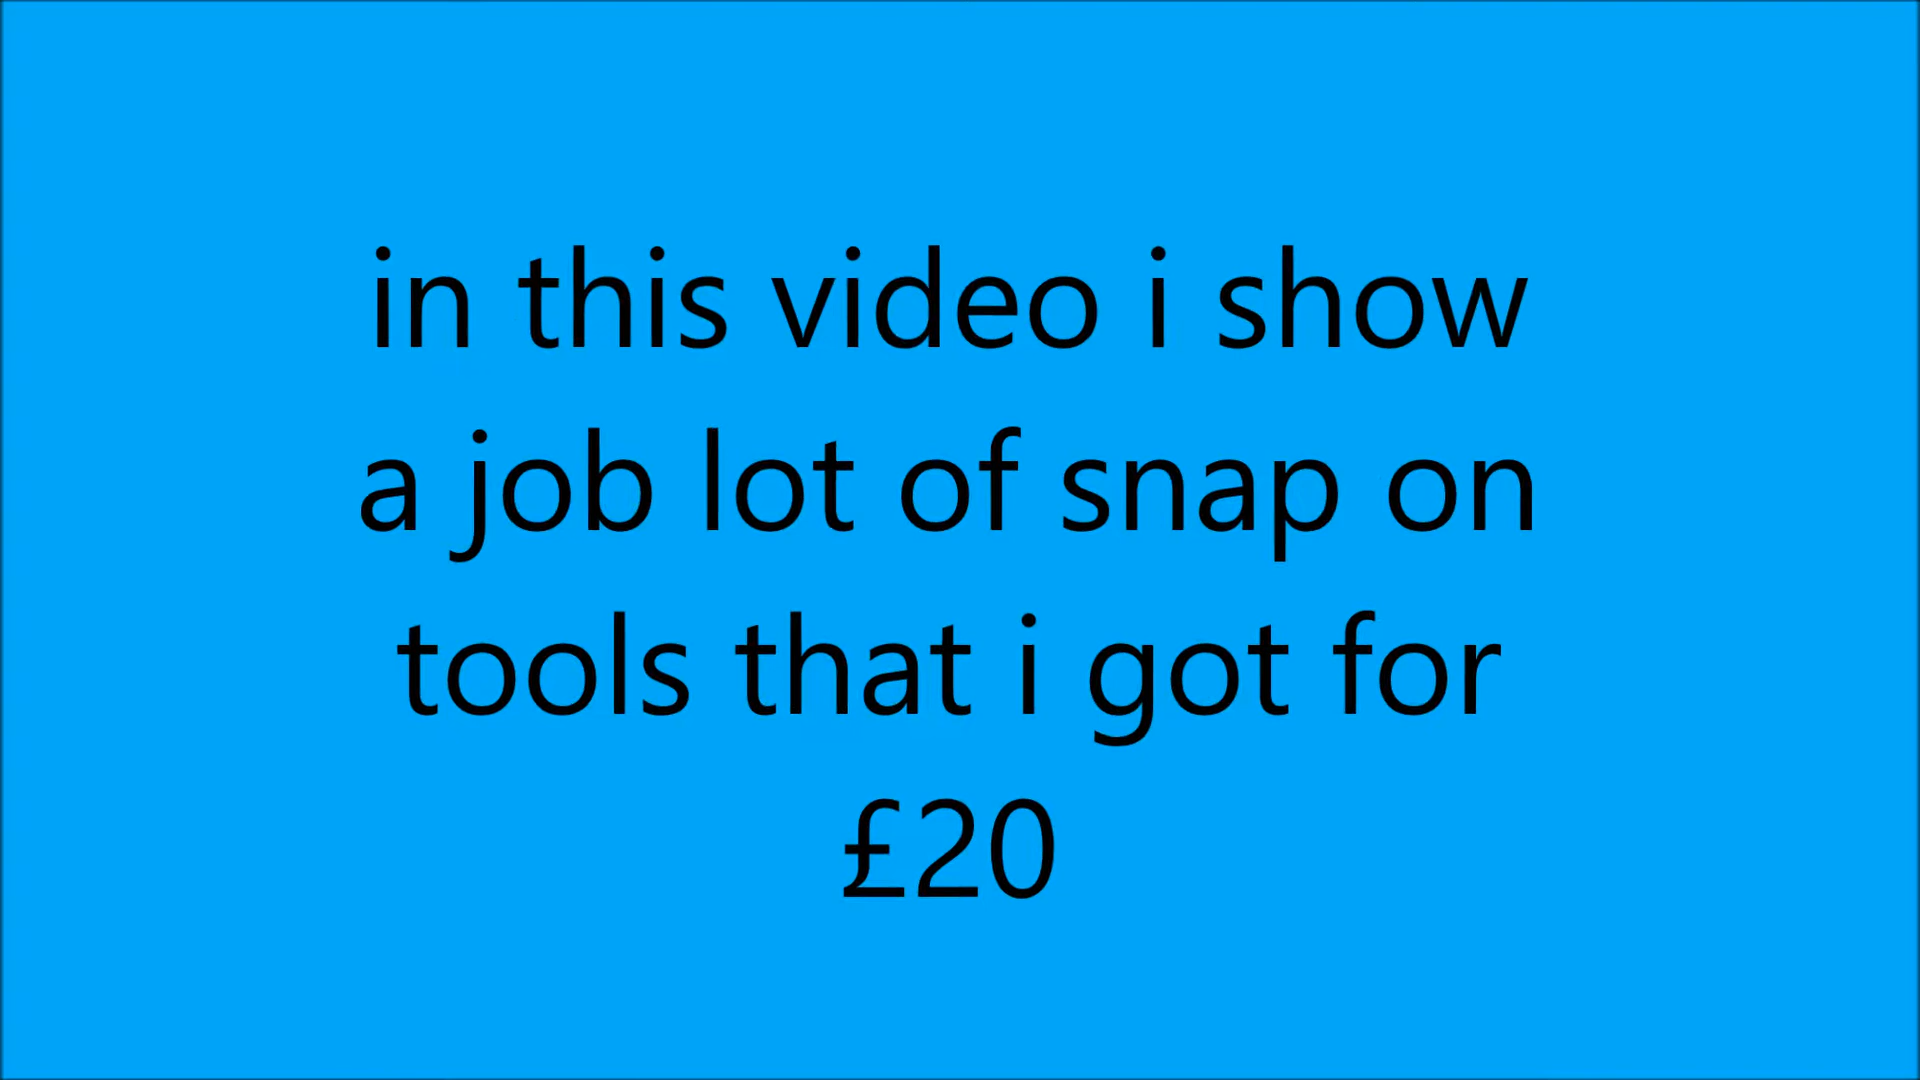 in this video i show
a job lot of snap on
tools that i got for
£20